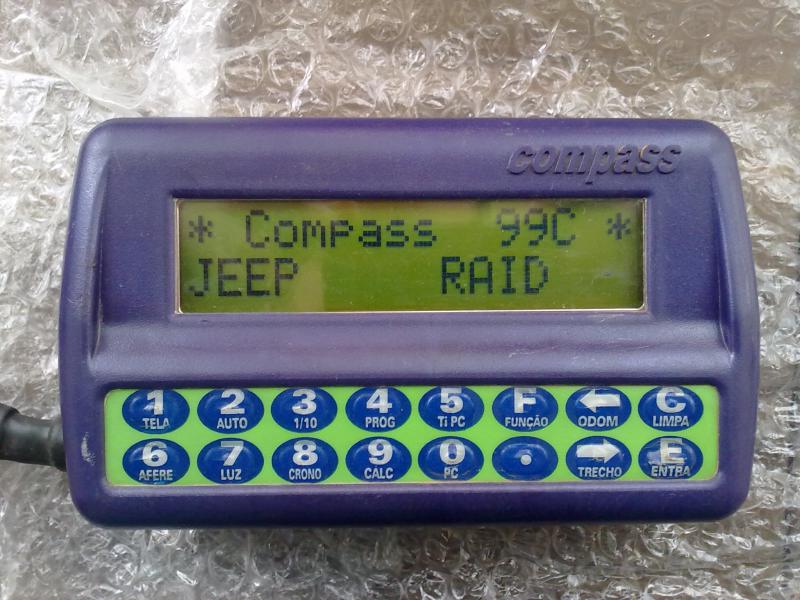 compass
* Compass 99C *
JEEP RAID
1 2 3 4 5 F ← C
TELA AUTO 1/10 PROG Ti PC FUNÇÃO ODOM LIMPA
6 7 8 9 0 . → E
AFERE LUZ CRONO CALC PC TRECHO ENTRA